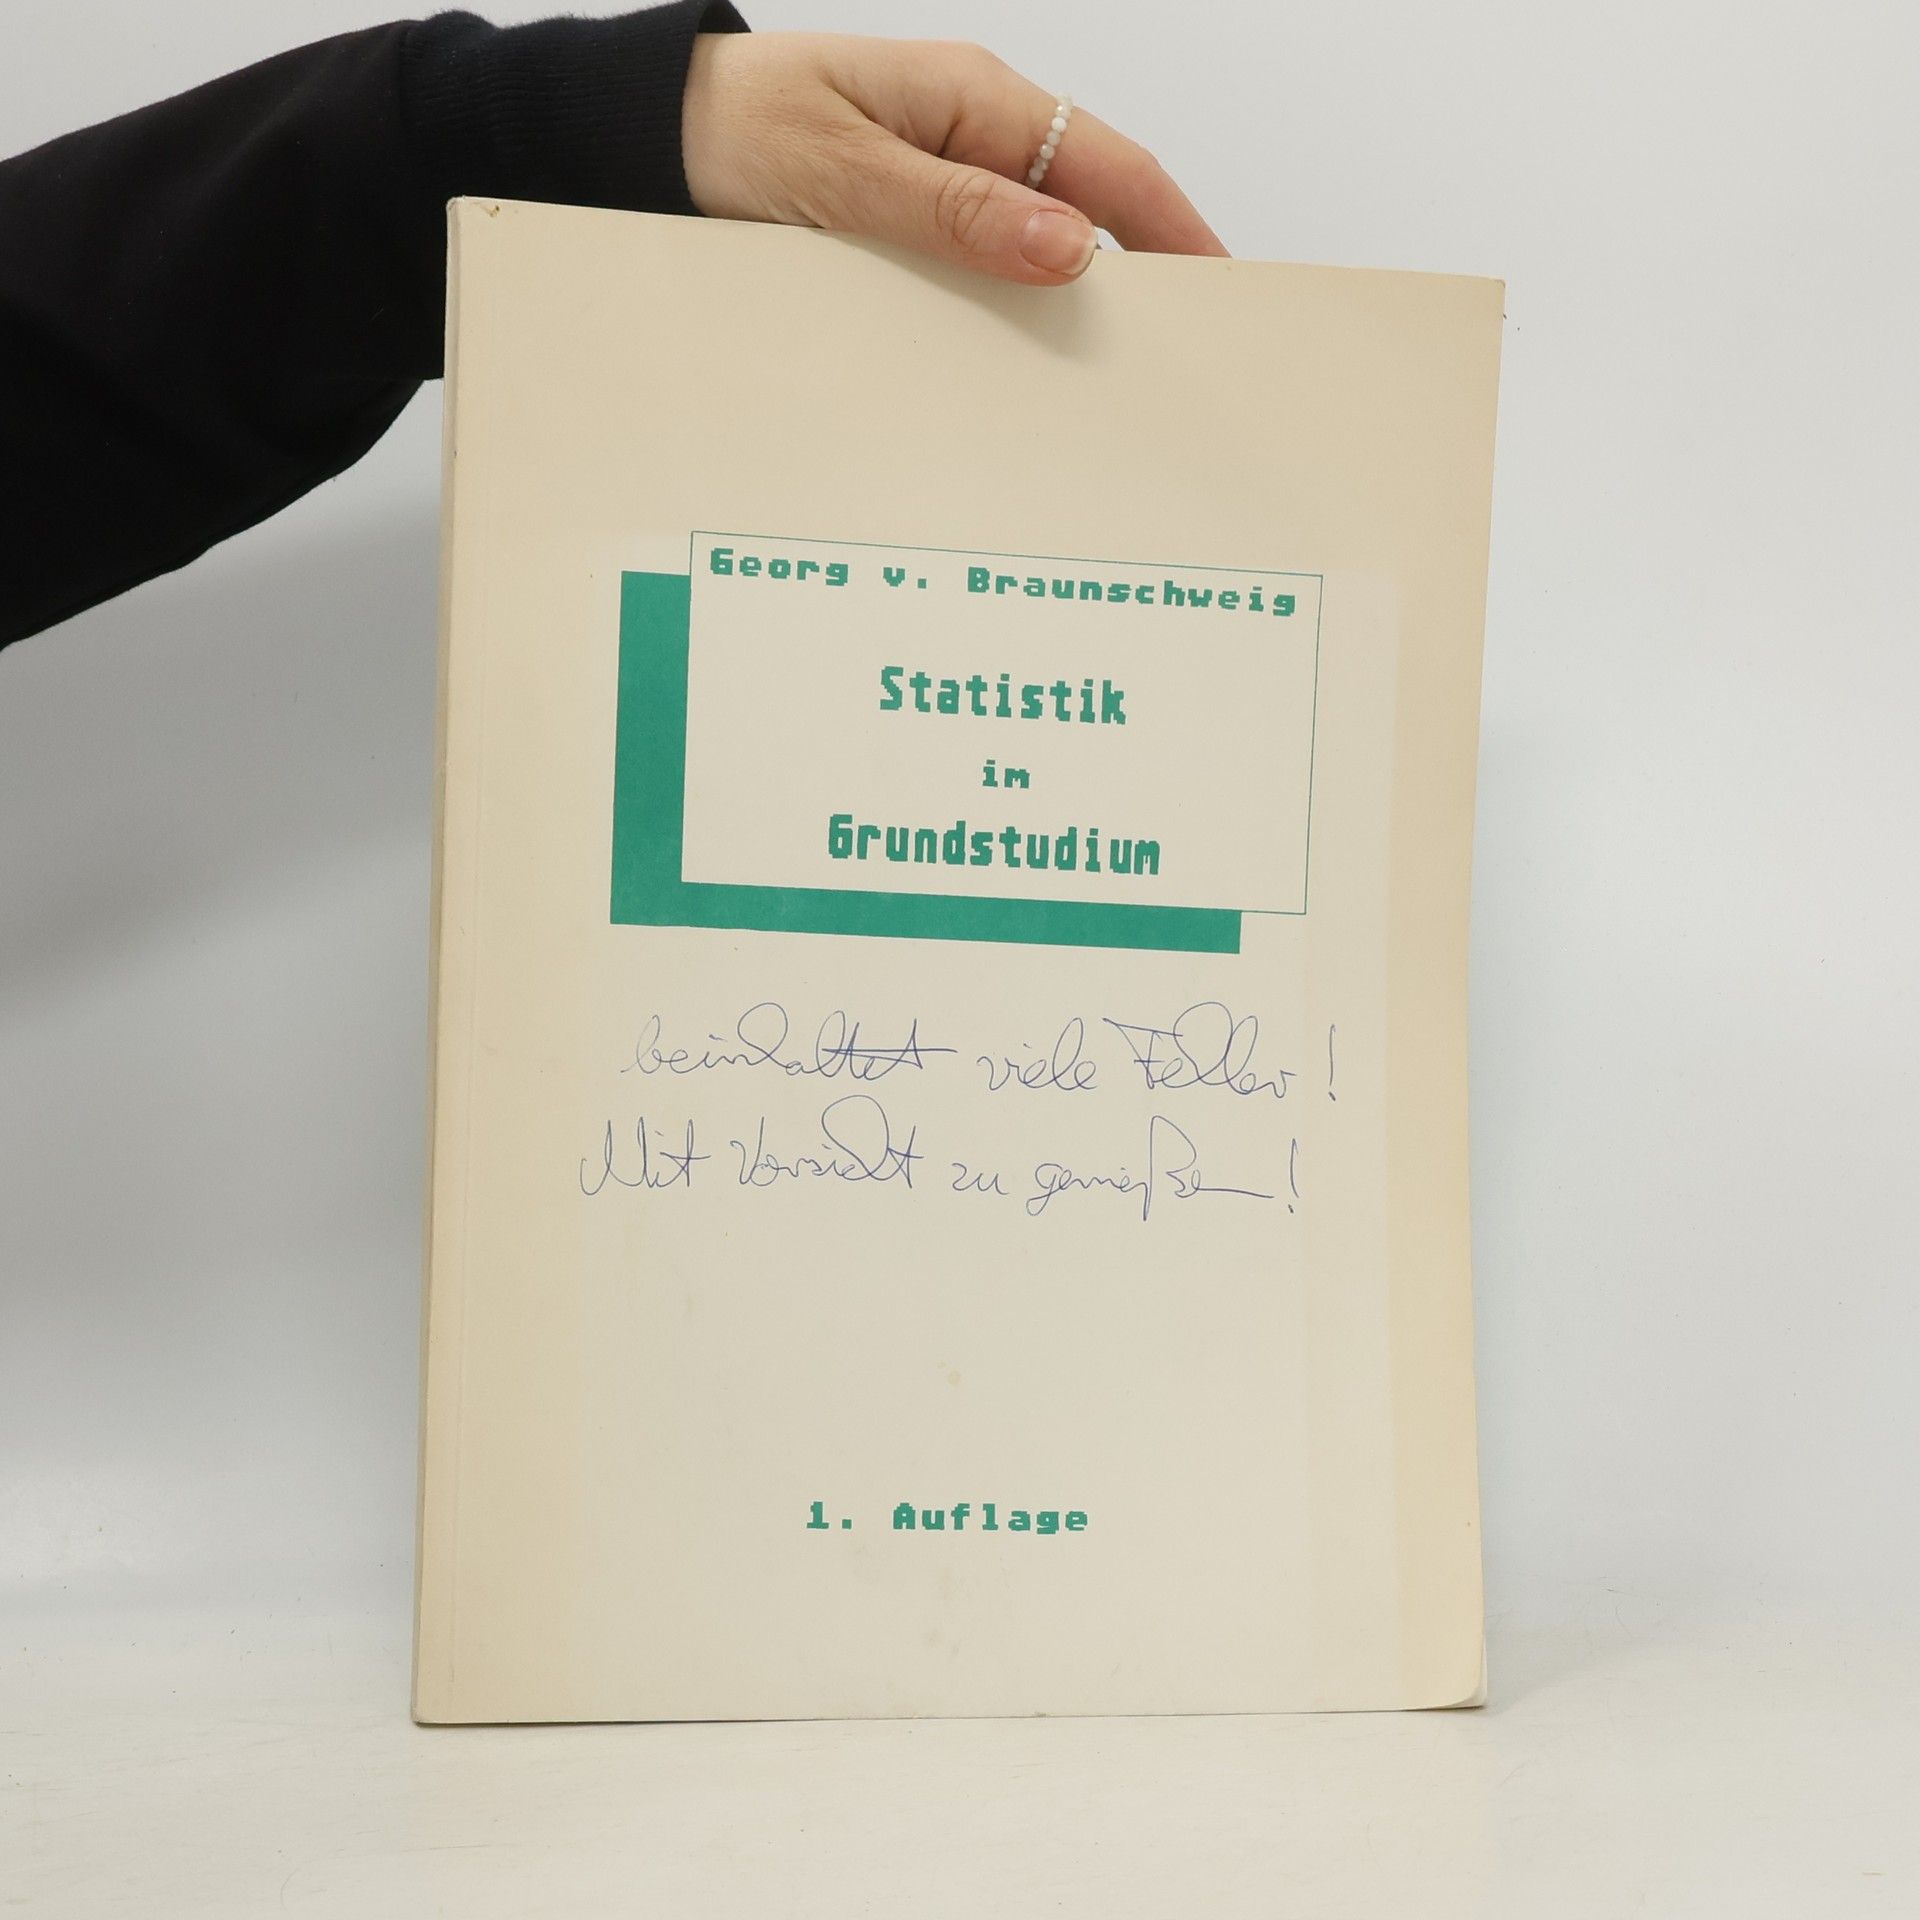 Georg v. Braunschweig
Statistik
im
Grundstudium
beinhaltet viele Fehler!
Mit Vorsicht zu genießen!
1. Auflage